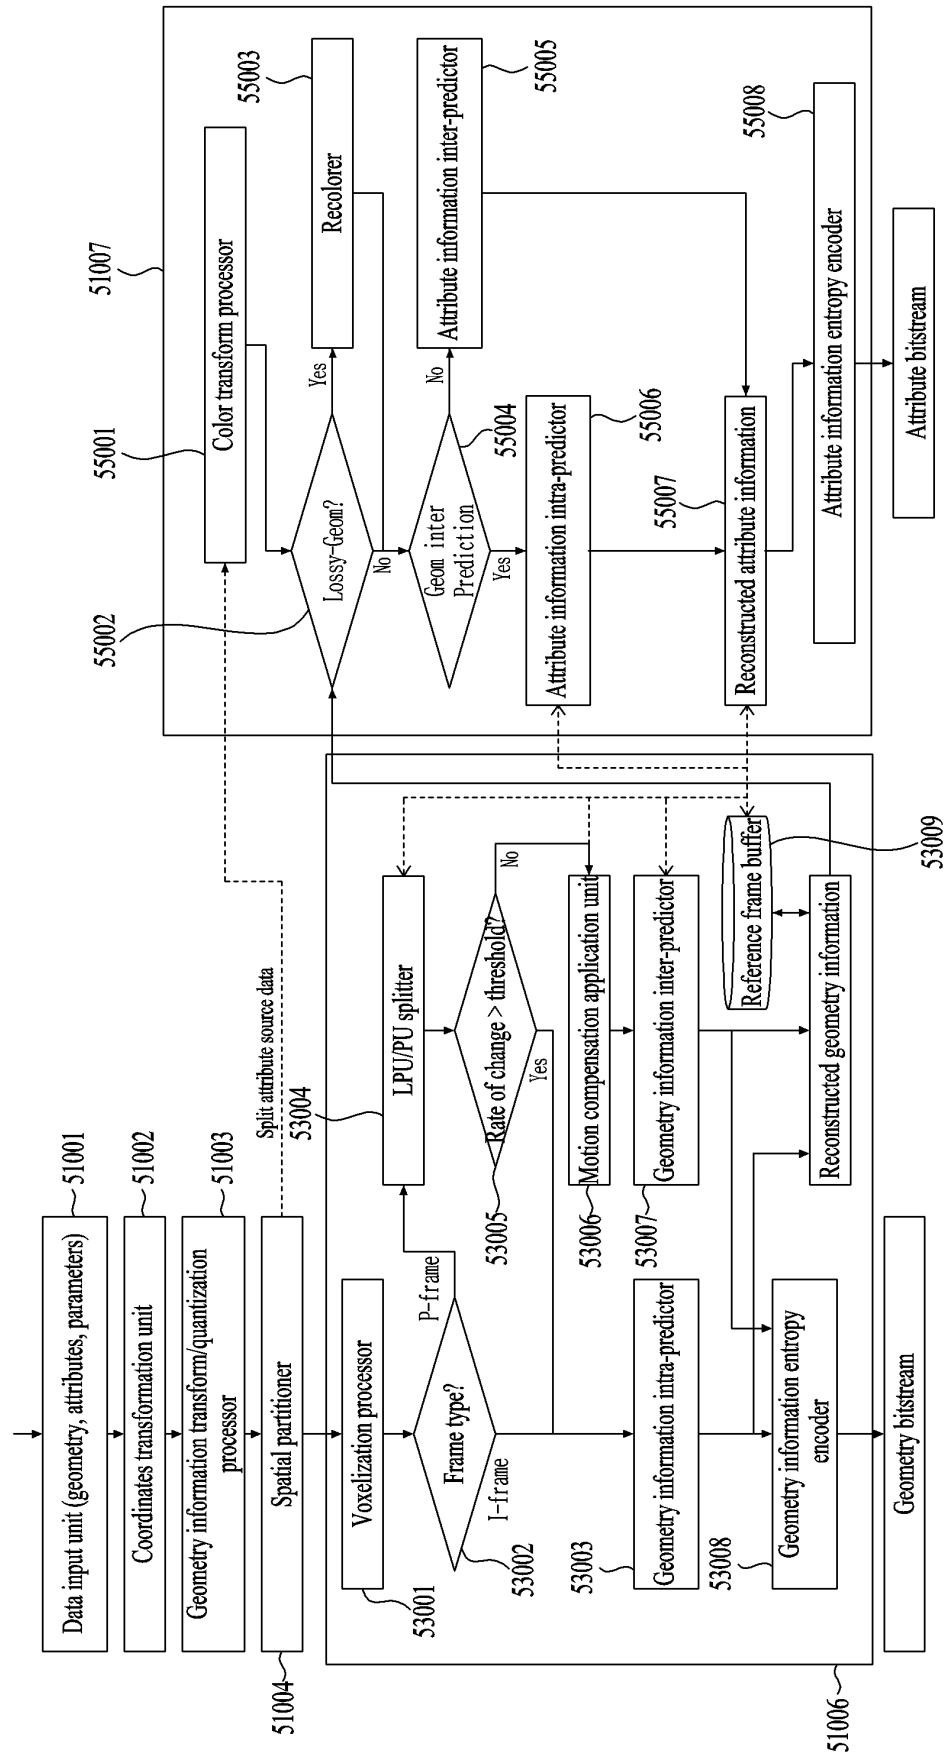 Data input unit (geometry, attributes, parameters)
51001
Coordinates transformation unit
51002
Geometry information transform/quantization
processor
51003
Spatial partitioner
51004
Split attribute source data
Voxelization processor
53001
Frame type?
53002
P-frame
I-frame
LPU/PU splitter
53004
Rate of change > threshold?
53005
No
Yes
Motion compensation application unit
53006
Geometry information inter-predictor
53007
Geometry information intra-predictor
53003
Reference frame buffer
53009
Geometry information entropy
encoder
53008
Reconstructed geometry information
51006
Geometry bitstream
51007
Color transform processor
55001
Lossy-Geom?
55002
Yes
No
Recolorer
55003
Geom inter
Prediction
55004
No
Yes
Attribute information inter-predictor
55005
Attribute information intra-predictor
55006
Reconstructed attribute information
55007
Attribute information entropy encoder
55008
Attribute bitstream